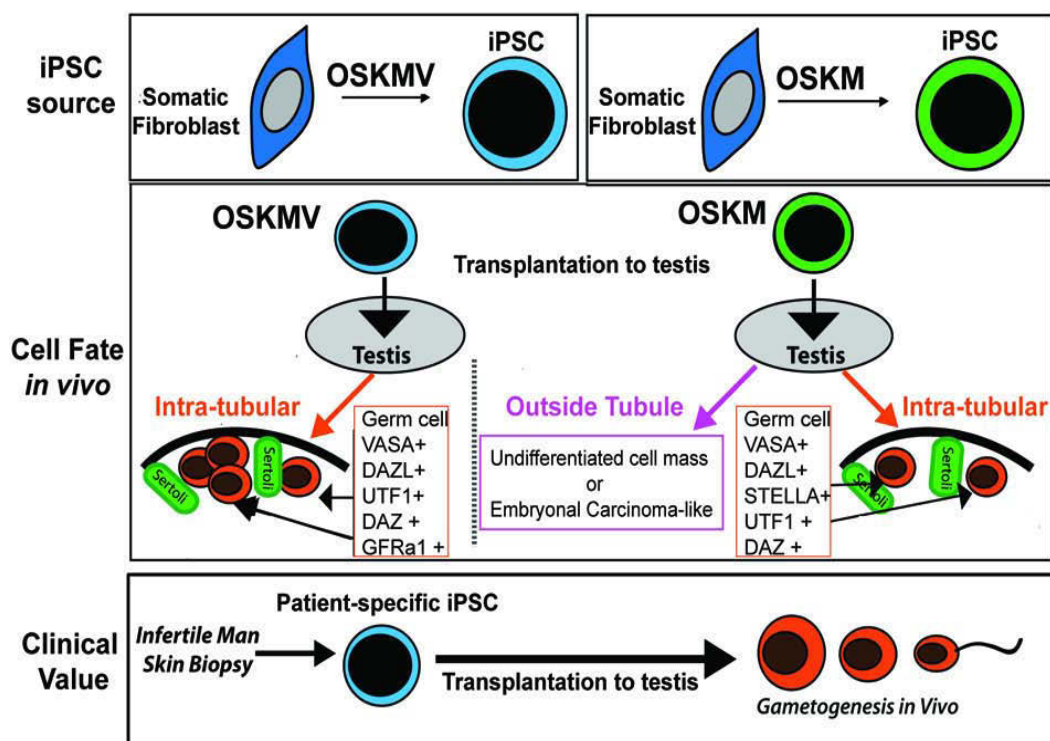 iPSC
source
Somatic
Fibroblast
OSKMV
iPSC
Somatic
Fibroblast
OSKM
iPSC
Cell Fate
in vivo
OSKMV
OSKM
Transplantation to testis
Testis
Testis
Intra-tubular
Sertoli
Sertoli
Germ cell
VASA+
DAZL+
UTF1+
DAZ +
GFRa1 +
Outside Tubule
Undifferentiated cell mass
or
Embryonal Carcinoma-like
Germ cell
VASA+
DAZL+
STELLA+
UTF1 +
DAZ +
Intra-tubular
Sertoli
Sertoli
Clinical
Value
Infertile Man
Skin Biopsy
Patient-specific iPSC
Transplantation to testis
Gametogenesis in Vivo